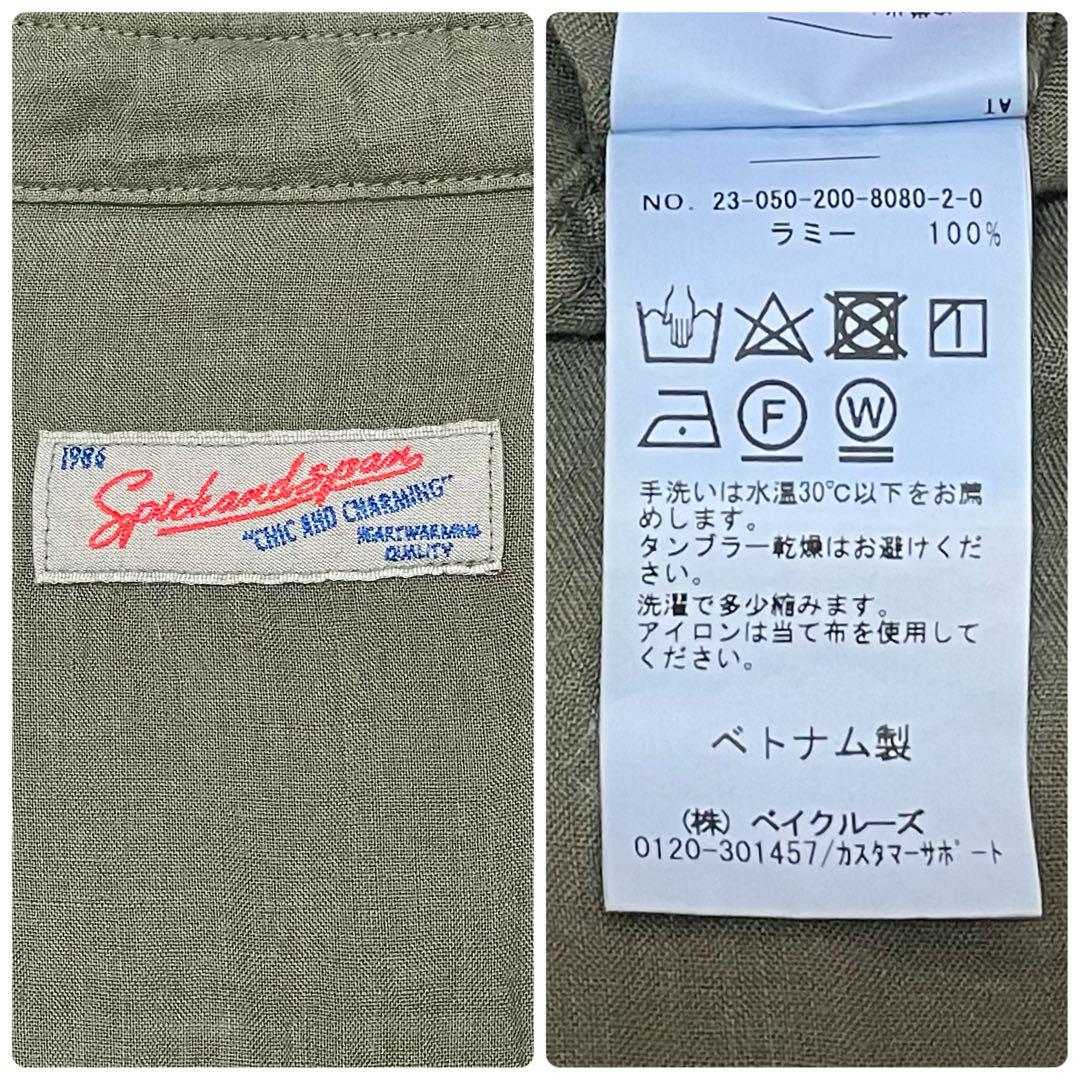 1986
Spickandspan
"CHIC AND CHARMING"
HEARTWARMING
QUALITY
AT
NO. 23-050-200-8080-2-0
ラミー 100%
F W
手洗いは水温30℃以下をお薦
めします。
タンブラー乾燥はお避けくだ
さい。
洗濯で多少縮みます。
アイロンは当て布を使用して
ください。
ベトナム製
(株) ベイクルーズ
0120-301457/カスタマーサポート